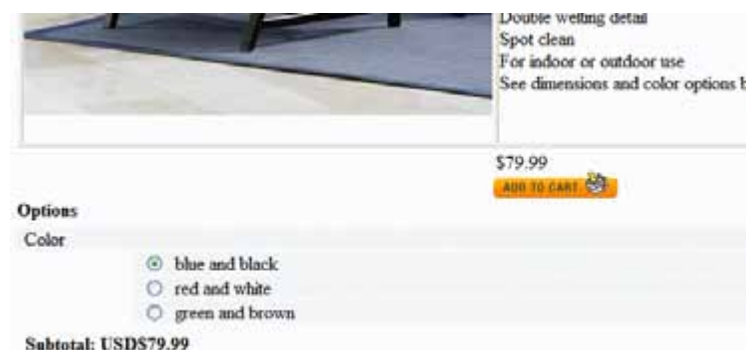 Double welting detail
Spot clean
For indoor or outdoor use
See dimensions and color options b
$79.99
ADD TO CART
Options
Color
blue and black
red and white
green and brown
Subtotal: USD$79.99